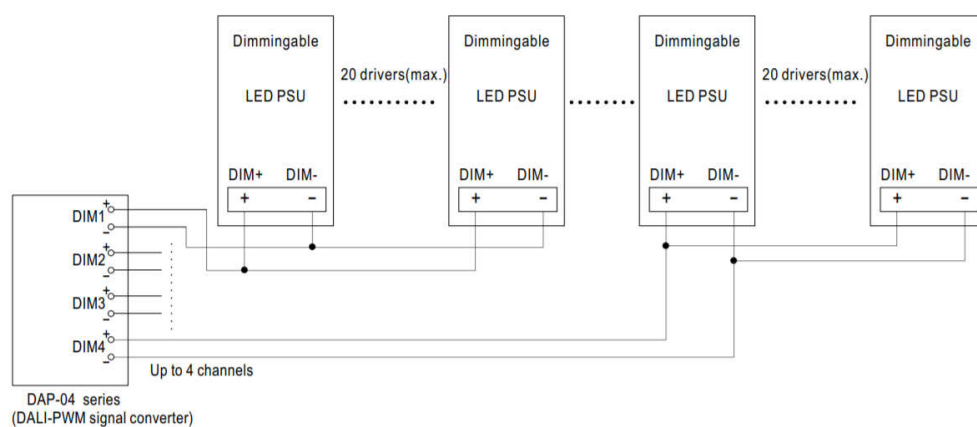 Dimmingable
Dimmingable
Dimmingable
Dimmingable
20 drivers(max.)
20 drivers(max.)
LED PSU
LED PSU
LED PSU
LED PSU
DIM+ DIM-
DIM+ DIM-
DIM+ DIM-
DIM+ DIM-
+ −
+ −
+ −
+ −
DIM1 + −
DIM2 + −
DIM3 + −
DIM4 + −
Up to 4 channels
DAP-04 series
(DALI-PWM signal converter)